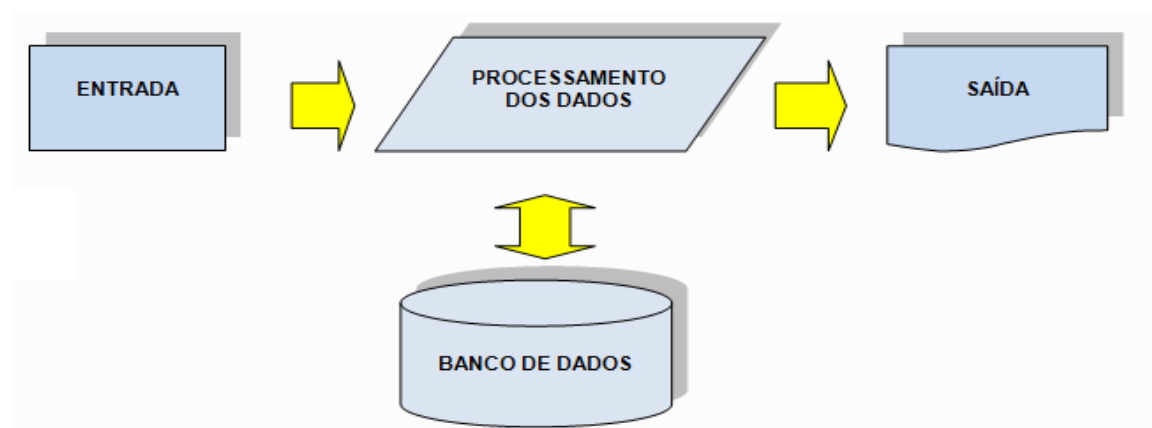 ENTRADA
PROCESSAMENTO
DOS DADOS
SAÍDA
BANCO DE DADOS